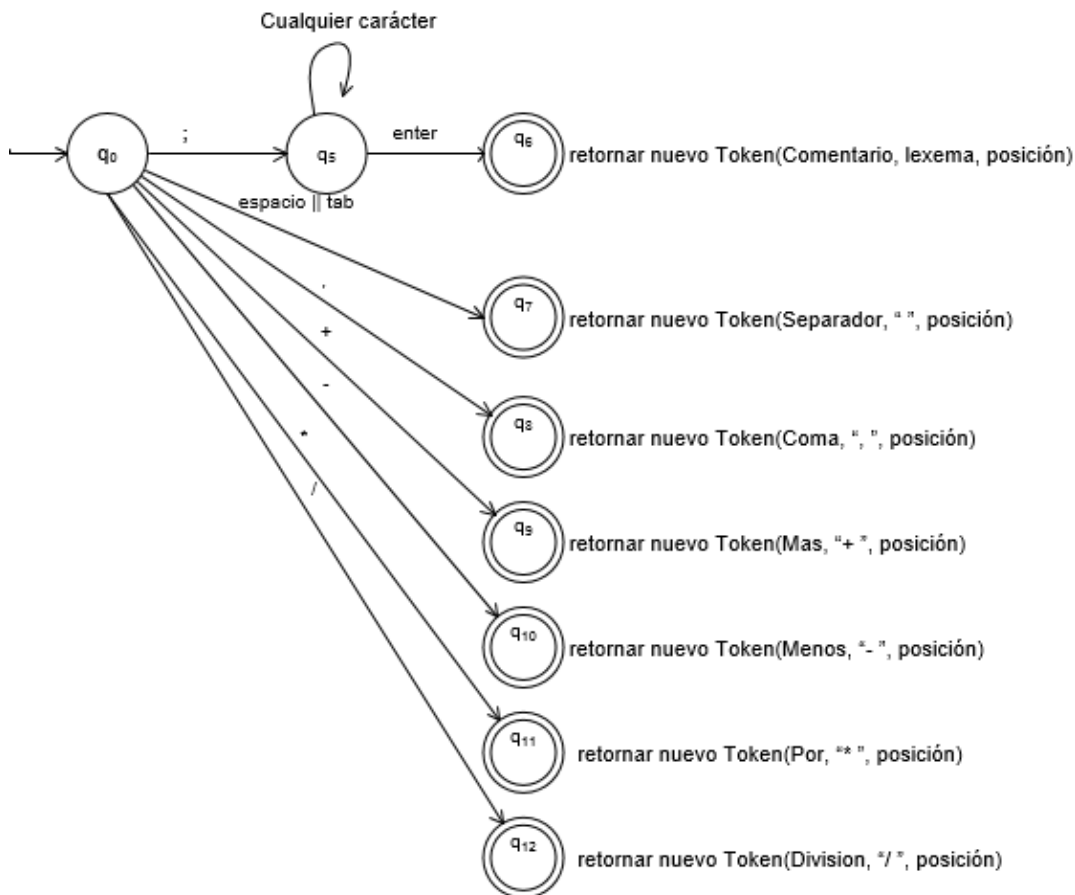 Cualquier carácter
q0
;
q5
enter
q6
retornar nuevo Token(Comentario, lexema, posición)
espacio || tab
q7
retornar nuevo Token(Separador, “ ”, posición)
,
+
-
q8
retornar nuevo Token(Coma, “, ”, posición)
*
/
q9
retornar nuevo Token(Mas, “+ ”, posición)
q10
retornar nuevo Token(Menos, “- ”, posición)
q11
retornar nuevo Token(Por, “* ”, posición)
q12
retornar nuevo Token(Division, “/ ”, posición)